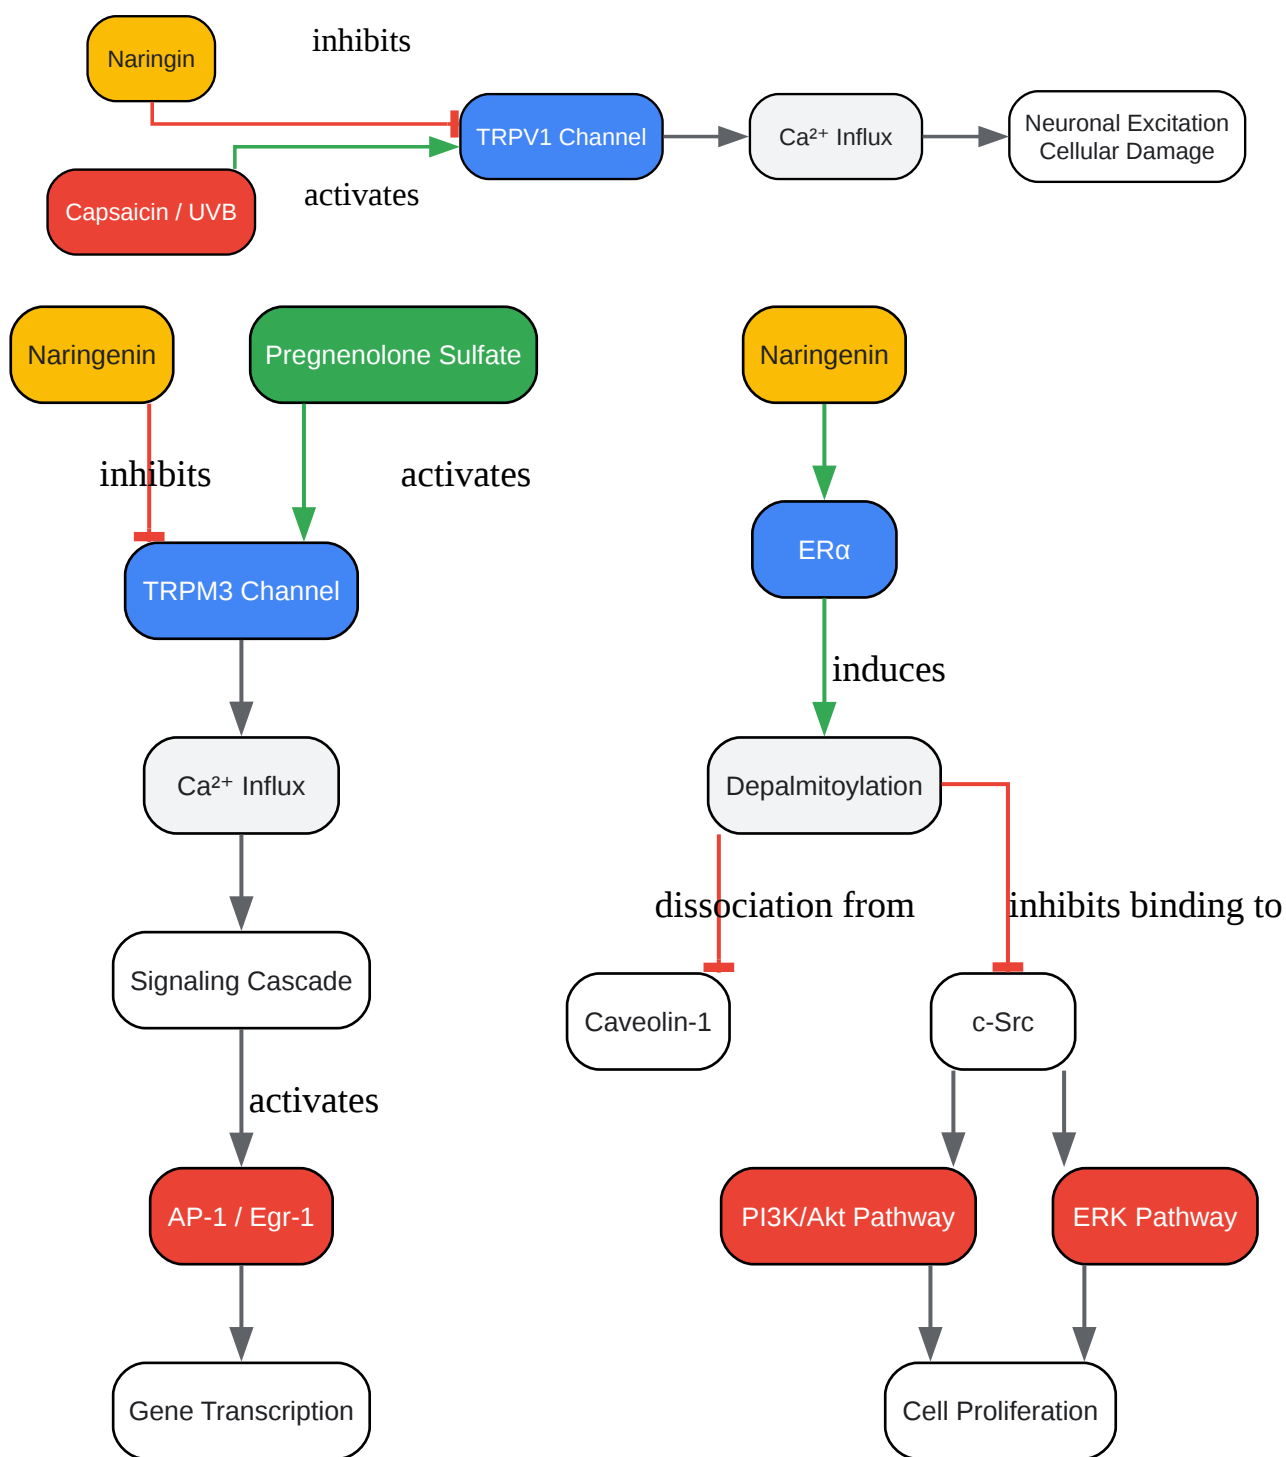 Naringin
inhibits
TRPV1 Channel
Ca²⁺ Influx
Neuronal Excitation
Cellular Damage
Capsaicin / UVB
activates
Naringenin
Pregnenolone Sulfate
inhibits
activates
TRPM3 Channel
Ca²⁺ Influx
Signaling Cascade
activates
AP-1 / Egr-1
Gene Transcription
Naringenin
ERα
induces
Depalmitoylation
dissociation from
inhibits binding to
Caveolin-1
c-Src
PI3K/Akt Pathway
ERK Pathway
Cell Proliferation